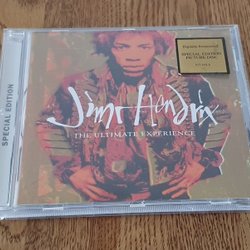 SPECIAL EDITION
Digitally Remastered
SPECIAL EDITION
PICTURE DISC
Jimi Hendrix
THE ULTIMATE EXPERIENCE